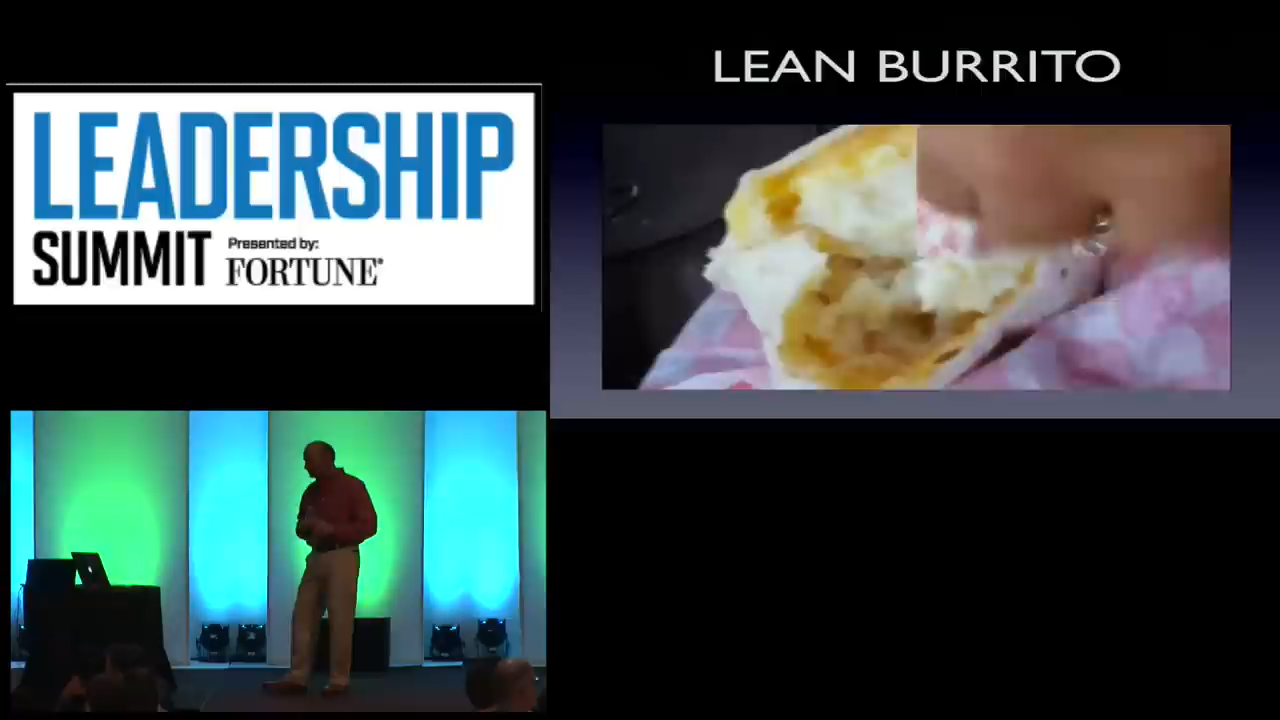 LEADERSHIP
SUMMIT
Presented by:
FORTUNE
LEAN BURRITO